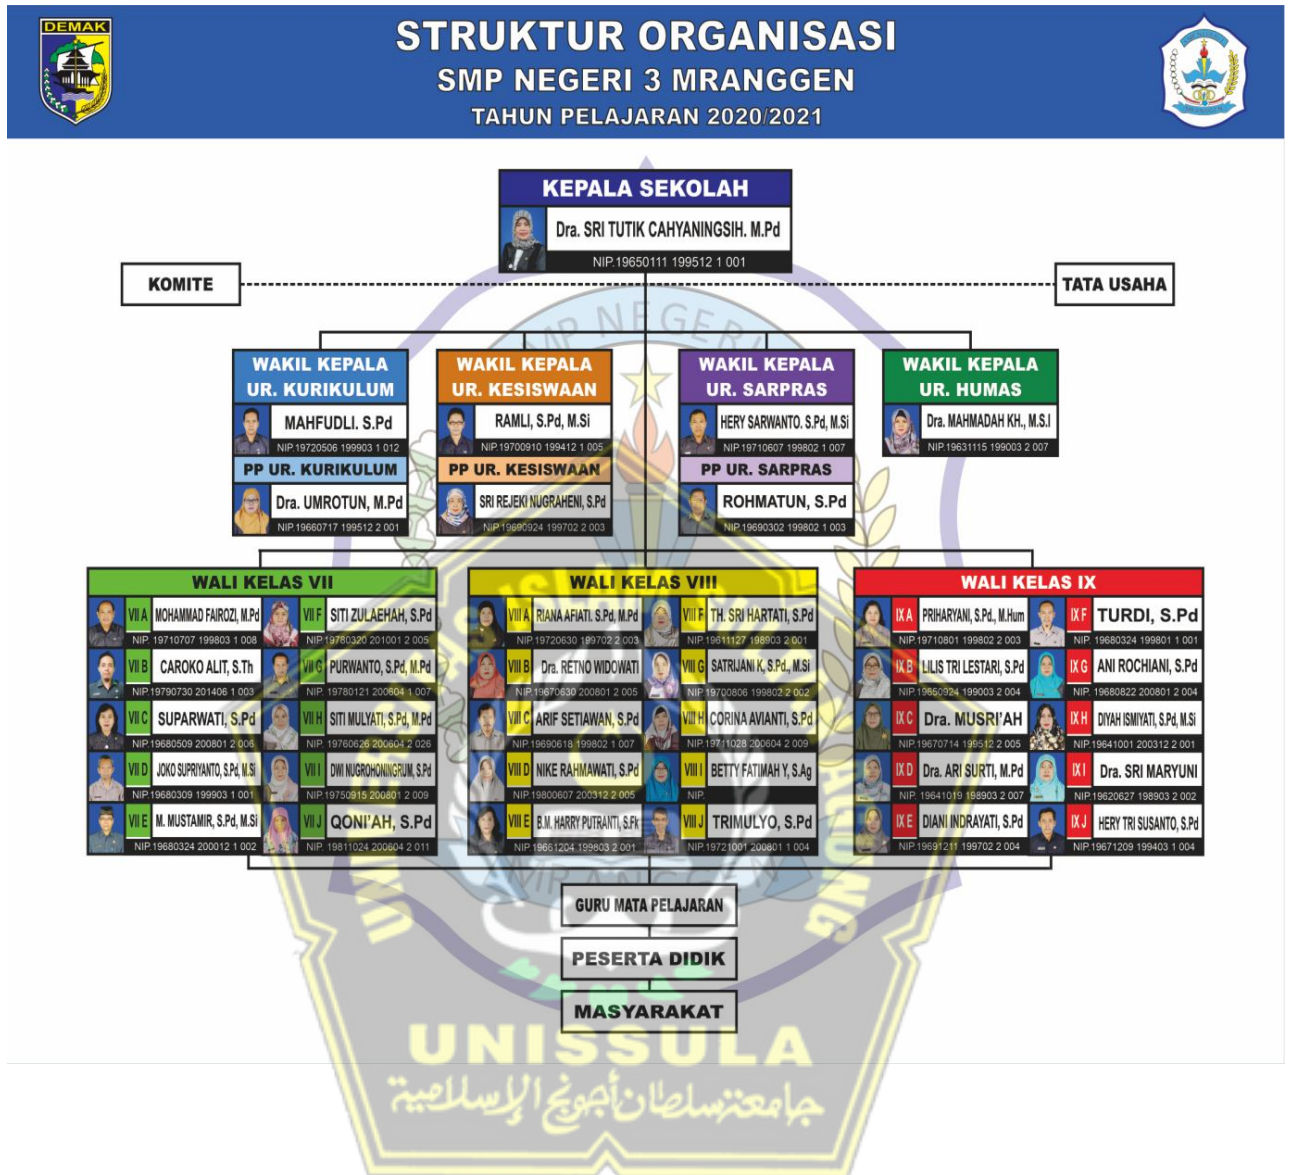 DEMAK
STRUKTUR ORGANISASI
SMP NEGERI 3 MRANGGEN
TAHUN PELAJARAN 2020/2021
KEPALA SEKOLAH
Dra. SRI TUTIK CAHYANINGSIH. M.Pd
NIP.19650111 199512 1 001
KOMITE
TATA USAHA
SMP NEGERI
WAKIL KEPALA
UR. KURIKULUM
MAHFUDLI. S.Pd
NIP.19720506 199903 1 012
PP UR. KURIKULUM
Dra. UMROTUN, M.Pd
NIP.19660717 199512 2 001
WAKIL KEPALA
UR. KESISWAAN
RAMLI, S.Pd, M.Si
NIP.19700910 199412 1 005
PP UR. KESISWAAN
SRI REJEKI NUGRAHENI, S.Pd
NIP.19690924 199702 2 003
WAKIL KEPALA
UR. SARPRAS
HERY SARWANTO. S.Pd, M.Si
NIP.19710607 199802 1 007
PP UR. SARPRAS
ROHMATUN, S.Pd
NIP.19690302 199802 1 003
WAKIL KEPALA
UR. HUMAS
Dra. MAHMADAH KH., M.S.I
NIP.19631115 199003 2 007
WALI KELAS VII
VII A MOHAMMAD FAIROZI, M.Pd
NIP. 19710707 199803 1 008
VII B CAROKO ALIT, S.Th
NIP.19790730 201406 1 003
VII C SUPARWATI, S.Pd
NIP.19680509 200801 2 006
VII D JOKO SUPRIYANTO, S.Pd, M.Si
NIP.19680309 199903 1 001
VII E M. MUSTAMIR, S.Pd, M.Si
NIP.19680324 200012 1 002
VII F SITI ZULAEHAH, S.Pd
NIP.19780320 201001 2 005
VII G PURWANTO, S.Pd, M.Pd
NIP. 19780121 200604 1 007
VII H SITI MULYATI, S.Pd, M.Pd
NIP. 19760626 200604 2 026
VII I DWI NUGROHONINGRUM, S.Pd
NIP.19750915 200801 2 009
VII J QONI'AH, S.Pd
NIP. 19811024 200604 2 011
WALI KELAS VIII
VIII A RIANA AFIATI. S.Pd, M.Pd
NIP.19720630 199702 2 003
VIII B Dra. RETNO WIDOWATI
NIP.19670630 200801 2 005
VIII C ARIF SETIAWAN, S.Pd
NIP.19690618 199802 1 007
VIII D NIKE RAHMAWATI, S.Pd
NIP.19800607 200312 2 005
VIII E B.M. HARRY PUTRANTI, S.Fk
NIP.19661204 199803 2 001
VIII F TH. SRI HARTATI, S.Pd
NIP.19611127 198903 2 001
VIII G SATRIJANI K, S.Pd., M.Si
NIP.19700806 199802 2 002
VIII H CORINA AVIANTI, S.Pd
NIP.19711028 200604 2 009
VIII I BETTY FATIMAH Y, S.Ag
NIP.
VIII J TRIMULYO, S.Pd
NIP.19721001 200801 1 004
WALI KELAS IX
IX A PRIHARYANI, S.Pd., M.Hum
NIP.19710801 199802 2 003
IX B LILIS TRI LESTARI, S.Pd
NIP.19650924 199003 2 004
IX C Dra. MUSRI'AH
NIP.19670714 199512 2 005
IX D Dra. ARI SURTI, M.Pd
NIP.19641019 198903 2 007
IX E DIANI INDRAYATI, S.Pd
NIP.19691211 199702 2 004
IX F TURDI, S.Pd
NIP. 19680324 199801 1 001
IX G ANI ROCHIANI, S.Pd
NIP. 19680822 200801 2 004
IX H DIYAH ISMIYATI, S.Pd, M.Si
NIP.19641001 200312 2 001
IX I Dra. SRI MARYUNI
NIP.19620627 198903 2 002
IX J HERY TRI SUSANTO, S.Pd
NIP.19671209 199403 1 004
MRANGGEN
GURU MATA PELAJARAN
PESERTA DIDIK
MASYARAKAT
UNIVERSITAS ISLAM SULTAN AGUNG
UNISSULA
جامعة سلطان أجونج الإسلامية